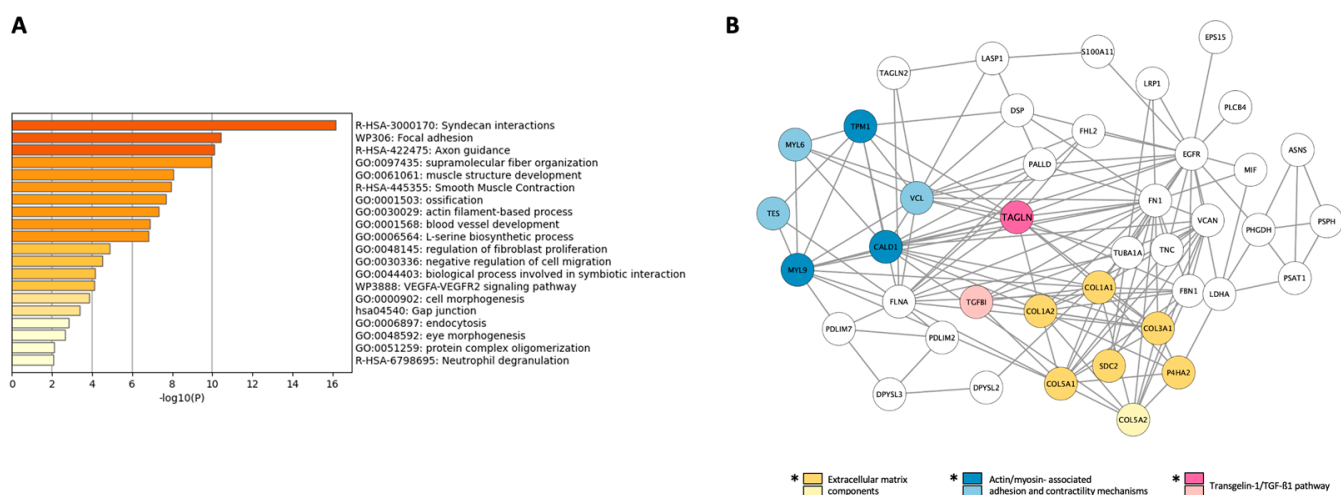 A
R-HSA-3000170: Syndecan interactions
WP306: Focal adhesion
R-HSA-422475: Axon guidance
GO:0097435: supramolecular fiber organization
GO:0061061: muscle structure development
R-HSA-445355: Smooth Muscle Contraction
GO:0001503: ossification
GO:0030029: actin filament-based process
GO:0001568: blood vessel development
GO:0006564: L-serine biosynthetic process
GO:0048145: regulation of fibroblast proliferation
GO:0030336: negative regulation of cell migration
GO:0044403: biological process involved in symbiotic interaction
WP3888: VEGFA-VEGFR2 signaling pathway
GO:0000902: cell morphogenesis
hsa04540: Gap junction
GO:0006897: endocytosis
GO:0048592: eye morphogenesis
GO:0051259: protein complex oligomerization
R-HSA-6798695: Neutrophil degranulation
0 2 4 6 8 10 12 14 16
-log10(P)
B
EPS15
S100A11
LASP1
TAGLN2
LRP1
PLCB4
DSP
TPM1
FHL2
MYL6
EGFR
ASNS
PALLD
MIF
VCL
FN1
TES
TAGLN
VCAN
PSPH
PHGDH
CALD1
TUBA1A
TNC
MYL9
PSAT1
COL1A1
FBN1
LDHA
FLNA
TGFBI
COL1A2
COL3A1
PDLIM7
PDLIM2
SDC2
P4HA2
COL5A1
DPYSL2
DPYSL3
COL5A2
* Extracellular matrix
components
* Actin/myosin- associated
adhesion and contractility mechanisms
* Transgelin-1/TGF-ß1 pathway